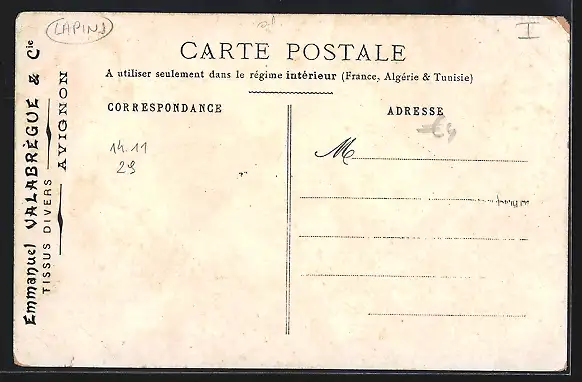 LAPINS
I
CARTE POSTALE
A utiliser seulement dans le régime intérieur (France, Algérie & Tunisie)
CORRESPONDANCE
ADRESSE
14.11
29
M
Emmanuel VALABRÈGUE & Cie
TISSUS DIVERS
AVIGNON